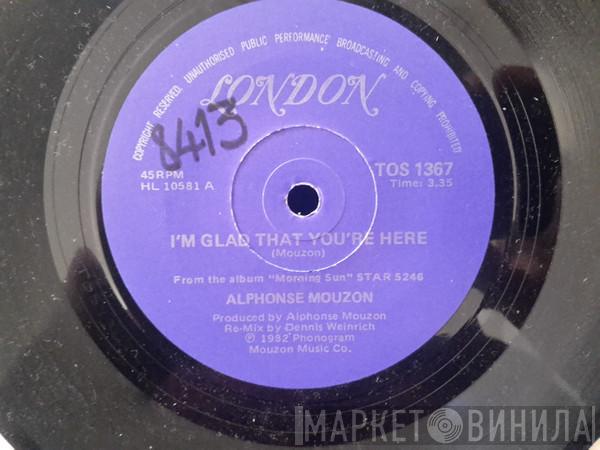 COPYRIGHT RESERVED. UNAUTHORISED PUBLIC PERFORMANCE BROADCASTING AND COPYING PROHIBITED
LONDON
8413
45RPM
HL 10581 A
TOS 1367
Time: 3.35
I'M GLAD THAT YOU'RE HERE
(Mouzon)
From the album "Morning Sun" STAR 5246
ALPHONSE MOUZON
Produced by Alphonse Mouzon
Re-Mix by Dennis Weinrich
℗ 1982 Phonogram
Mouzon Music Co.
МАРКЕТ ВИНИЛА